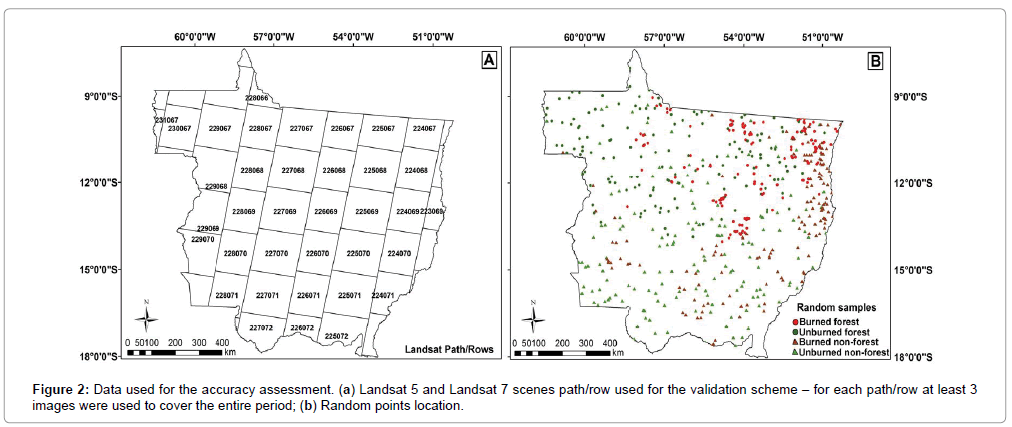 60°0'0"W 57°0'0"W 54°0'0"W 51°0'0"W
A
9°0'0"S
12°0'0"S
15°0'0"S
18°0'0"S
228066
231067
230067 229067 228067 227067 226067 225067 224067
228068 227068 226068 225068 224068
229068
228069 227069 226069 225069 224069 223069
229069
229070
228070 227070 226070 225070 224070
228071 227071 226071 225071 224071
227072 226072 225072
N
0 50100 200 300 400
km
Landsat Path/Rows
60°0'0"W 57°0'0"W 54°0'0"W 51°0'0"W
B
9°0'0"S
12°0'0"S
15°0'0"S
18°0'0"S
N
0 50100 200 300 400
km
Random samples
Burned forest
Unburned forest
Burned non-forest
Unburned non-forest
Figure 2: Data used for the accuracy assessment. (a) Landsat 5 and Landsat 7 scenes path/row used for the validation scheme – for each path/row at least 3
images were used to cover the entire period; (b) Random points location.